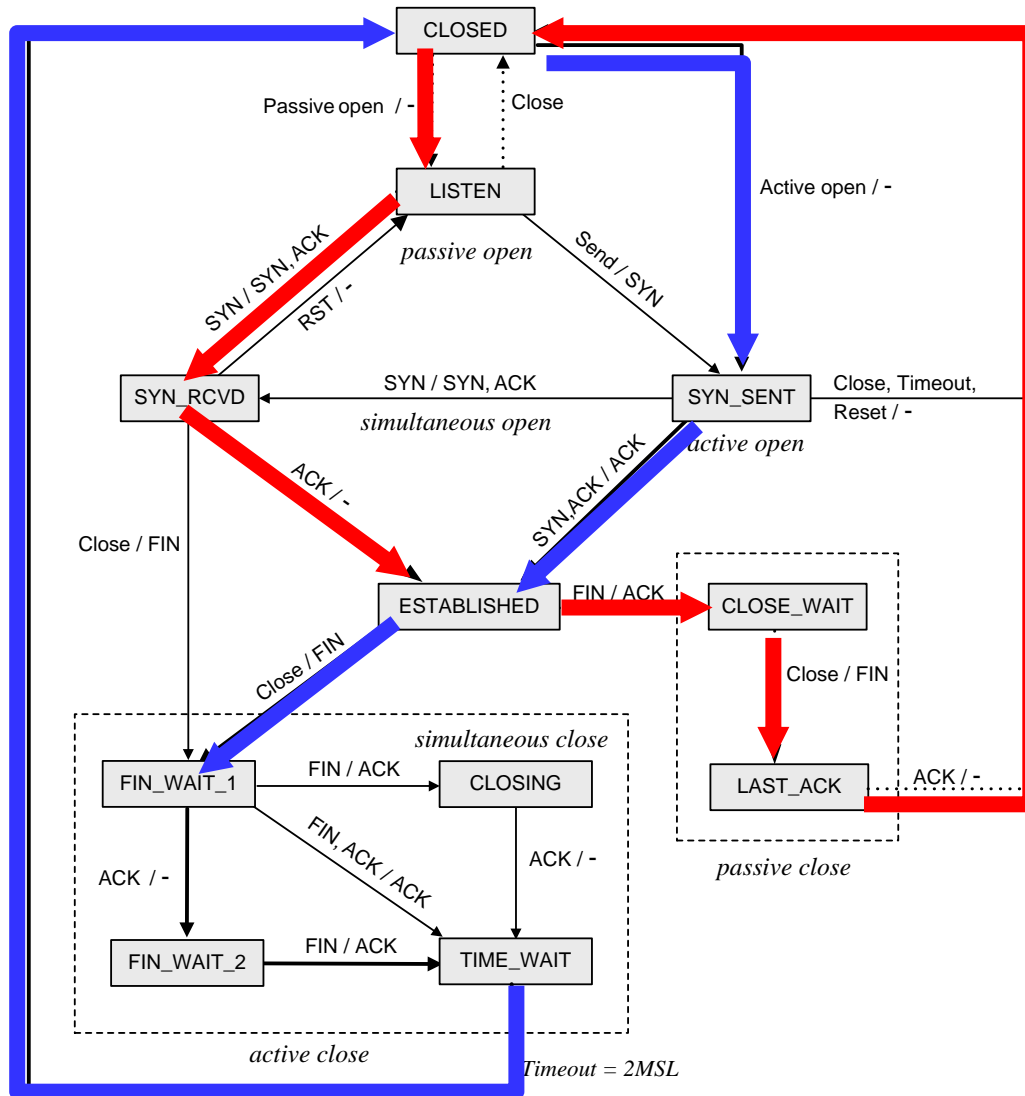 CLOSED
Passive open / -
Close
LISTEN
Active open / -
passive open
SYN / SYN, ACK
RST / -
Send / SYN
SYN_RCVD
SYN / SYN, ACK
simultaneous open
SYN_SENT
Close, Timeout,
Reset / -
active open
ACK / -
SYN,ACK / ACK
Close / FIN
ESTABLISHED
FIN / ACK
CLOSE_WAIT
Close / FIN
Close / FIN
simultaneous close
FIN_WAIT_1
FIN / ACK
CLOSING
LAST_ACK
ACK / -
FIN, ACK / ACK
ACK / -
ACK / -
passive close
FIN_WAIT_2
FIN / ACK
TIME_WAIT
active close
Timeout = 2MSL